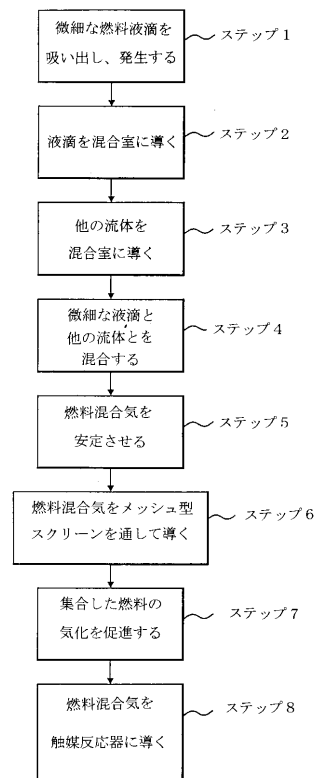 微細な燃料液滴を
吸い出し、発生する
ステップ1
液滴を混合室に導く
ステップ2
他の流体を
混合室に導く
ステップ3
微細な液滴と
他の流体とを
混合する
ステップ4
燃料混合気を
安定させる
ステップ5
燃料混合気をメッシュ型
スクリーンを通して導く
ステップ6
集合した燃料の
気化を促進する
ステップ7
燃料混合気を
触媒反応器に導く
ステップ8